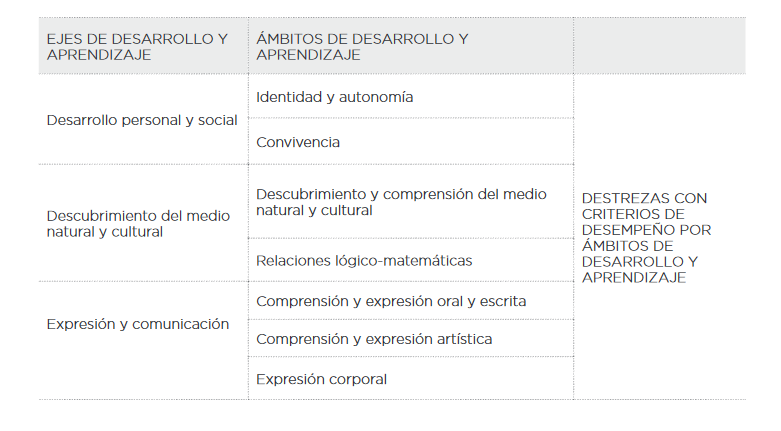 EJES DE DESARROLLO Y
APRENDIZAJE
ÁMBITOS DE DESARROLLO Y
APRENDIZAJE
Desarrollo personal y social
Identidad y autonomía
Convivencia
Descubrimiento del medio
natural y cultural
Descubrimiento y comprensión del medio
natural y cultural
Relaciones lógico-matemáticas
Expresión y comunicación
Comprensión y expresión oral y escrita
Comprensión y expresión artística
Expresión corporal
DESTREZAS CON
CRITERIOS DE
DESEMPEÑO POR
ÁMBITOS DE
DESARROLLO Y
APRENDIZAJE